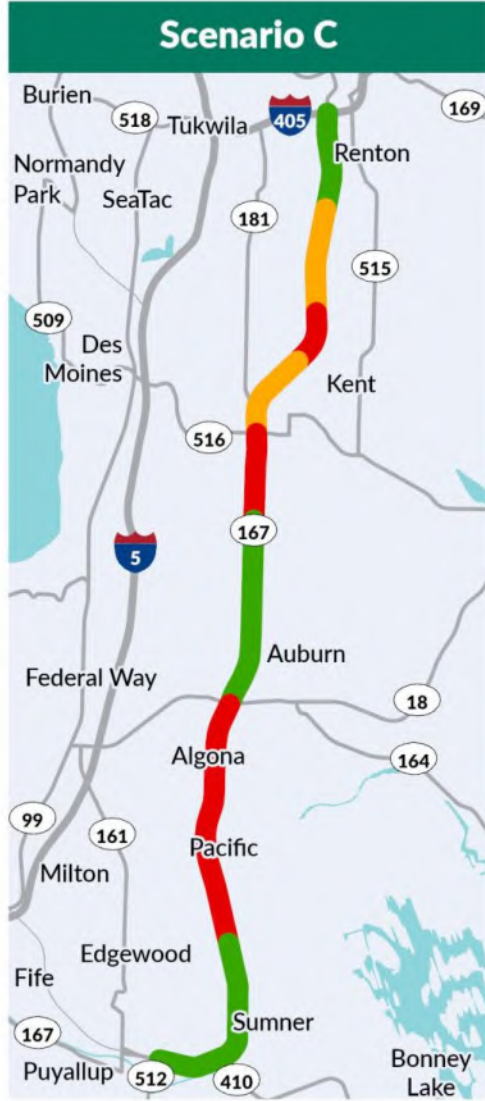 Scenario C
Burien
518
Tukwila
405
169
Renton
Normandy
Park
SeaTac
181
515
509
Des
Moines
Kent
516
167
5
Auburn
Federal Way
18
Algona
164
99
161
Pacific
Milton
Edgewood
Fife
Sumner
167
Puyallup
512
410
Bonney
Lake